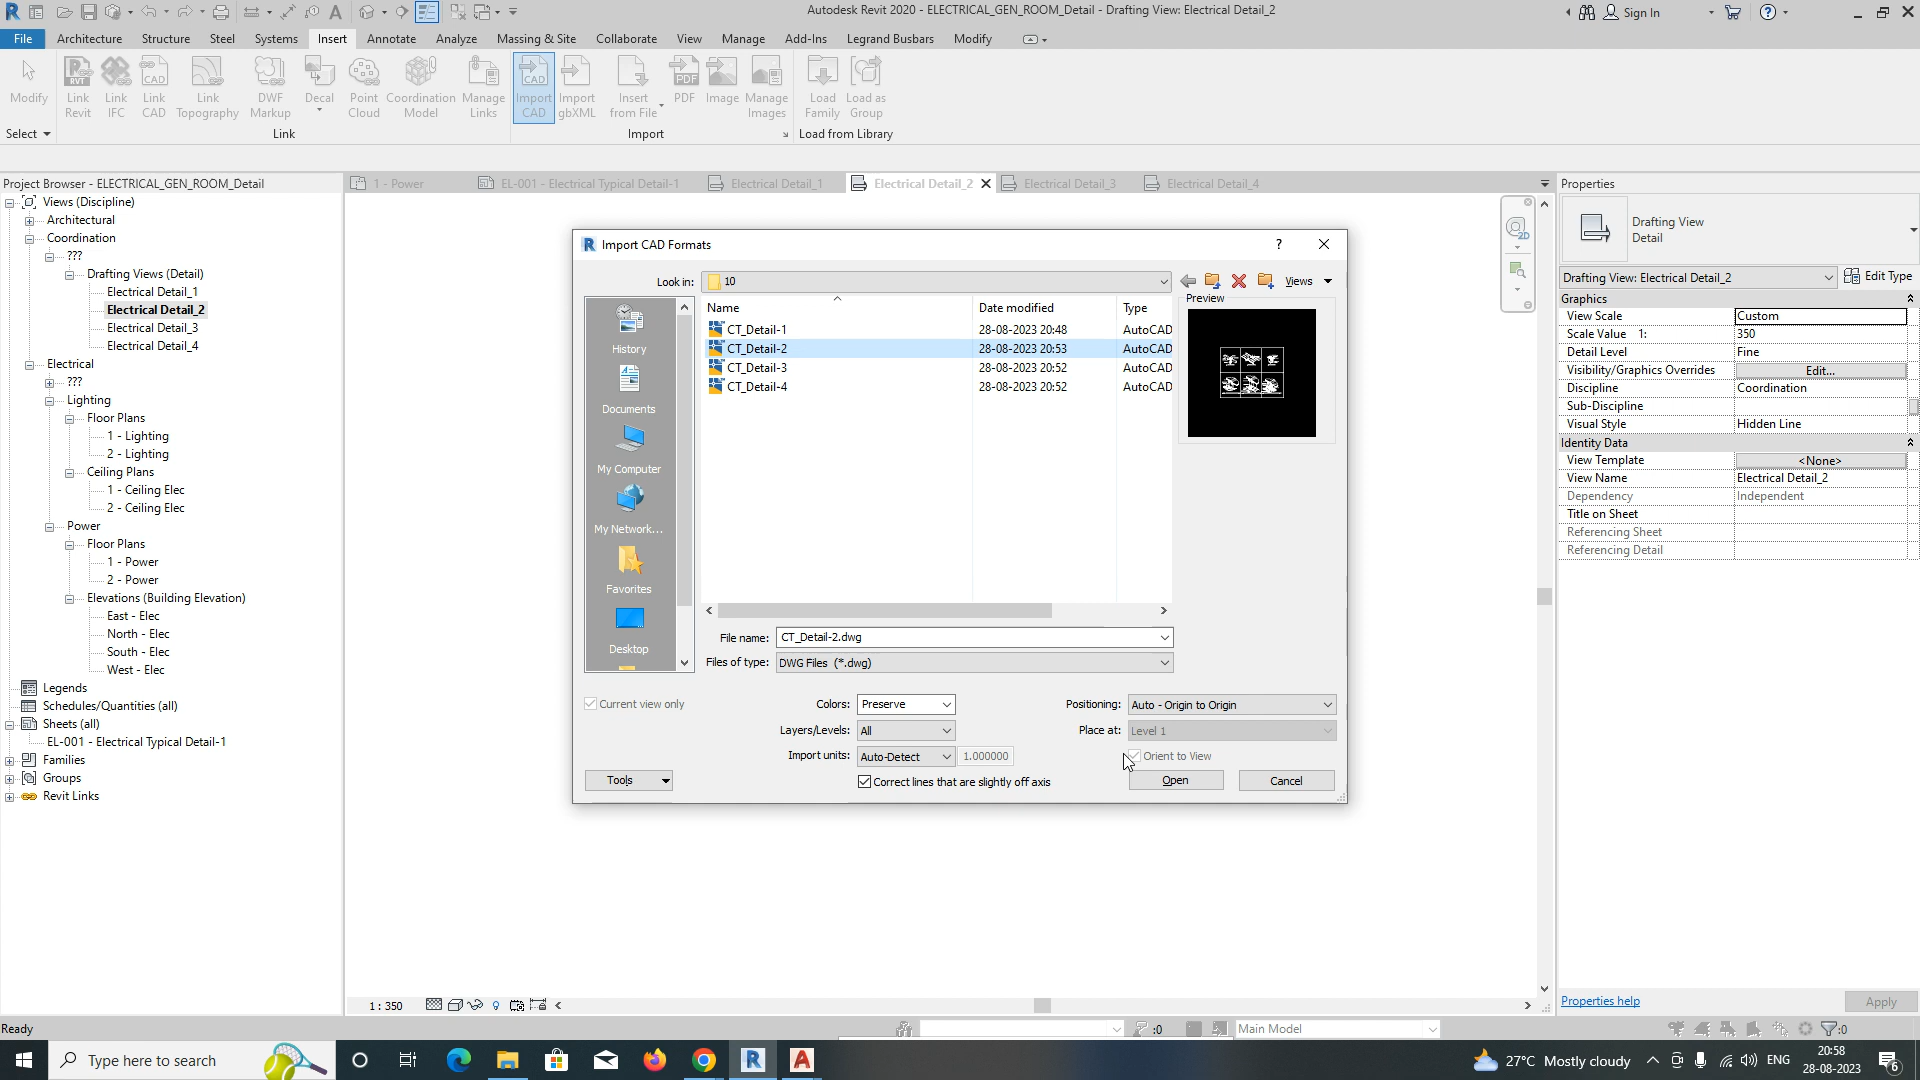 Autodesk Revit 2020 - ELECTRICAL_GEN_ROOM_Detail - Drafting View: Electrical Detail_2
Sign In
File Architecture Structure Steel Systems Insert Annotate Analyze Massing & Site Collaborate View Manage Add-Ins Legrand Busbars Modify
Modify
Link Revit
Link IFC
Link CAD
Link Topography
DWF Markup
Decal
Point Cloud
Coordination Model
Manage Links
Import CAD
Import gbXML
Insert from File
PDF
Image
Manage Images
Load Family
Load as Group
Select
Link
Import
Load from Library
Project Browser - ELECTRICAL_GEN_ROOM_Detail
Views (Discipline)
Architectural
Coordination
???
Drafting Views (Detail)
Electrical Detail_1
Electrical Detail_2
Electrical Detail_3
Electrical Detail_4
Electrical
???
Lighting
Floor Plans
1 - Lighting
2 - Lighting
Ceiling Plans
1 - Ceiling Elec
2 - Ceiling Elec
Power
Floor Plans
1 - Power
2 - Power
Elevations (Building Elevation)
East - Elec
North - Elec
South - Elec
West - Elec
Legends
Schedules/Quantities (all)
Sheets (all)
EL-001 - Electrical Typical Detail-1
Families
Groups
Revit Links
1 - Power
EL-001 - Electrical Typical Detail-1
Electrical Detail_1
Electrical Detail_2
Electrical Detail_3
Electrical Detail_4
Import CAD Formats
?
Look in: 10
Views
Name Date modified Type
CT_Detail-1 28-08-2023 20:48 AutoCAD
CT_Detail-2 28-08-2023 20:53 AutoCAD
CT_Detail-3 28-08-2023 20:52 AutoCAD
CT_Detail-4 28-08-2023 20:52 AutoCAD
Preview
History
Documents
My Computer
My Network...
Favorites
Desktop
File name: CT_Detail-2.dwg
Files of type: DWG Files (*.dwg)
Current view only
Colors: Preserve
Layers/Levels: All
Import units: Auto-Detect 1.000000
Correct lines that are slightly off axis
Positioning: Auto - Origin to Origin
Place at: Level 1
Orient to View
Tools
Open
Cancel
2D
Properties
Drafting View
Detail
Drafting View: Electrical Detail_2 Edit Type
Graphics
View Scale Custom
Scale Value 1: 350
Detail Level Fine
Visibility/Graphics Overrides Edit...
Discipline Coordination
Sub-Discipline
Visual Style Hidden Line
Identity Data
View Template <None>
View Name Electrical Detail_2
Dependency Independent
Title on Sheet
Referencing Sheet
Referencing Detail
Properties help
Apply
1 : 350
Ready
:0
Main Model
:0
Type here to search
27°C Mostly cloudy
ENG
20:58
28-08-2023
6